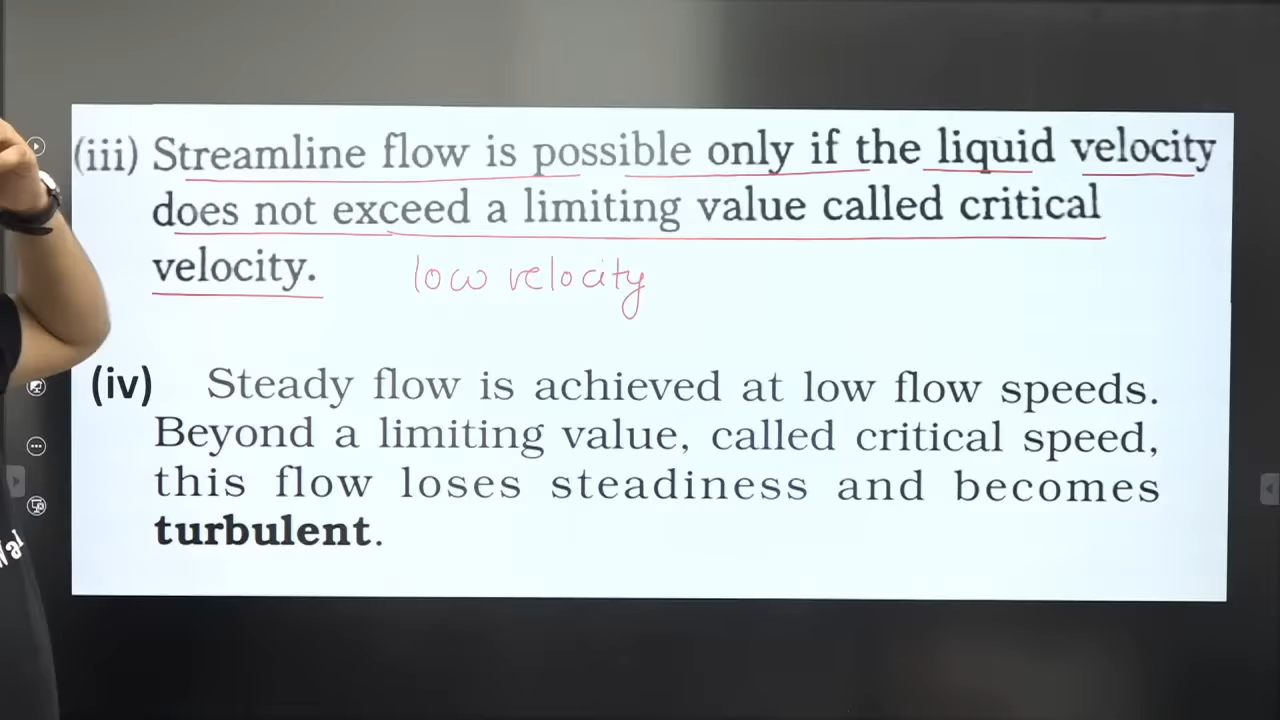 (iii) Streamline flow is possible only if the liquid velocity
does not exceed a limiting value called critical
velocity. low velocity
(iv) Steady flow is achieved at low flow speeds.
Beyond a limiting value, called critical speed,
this flow loses steadiness and becomes
turbulent.